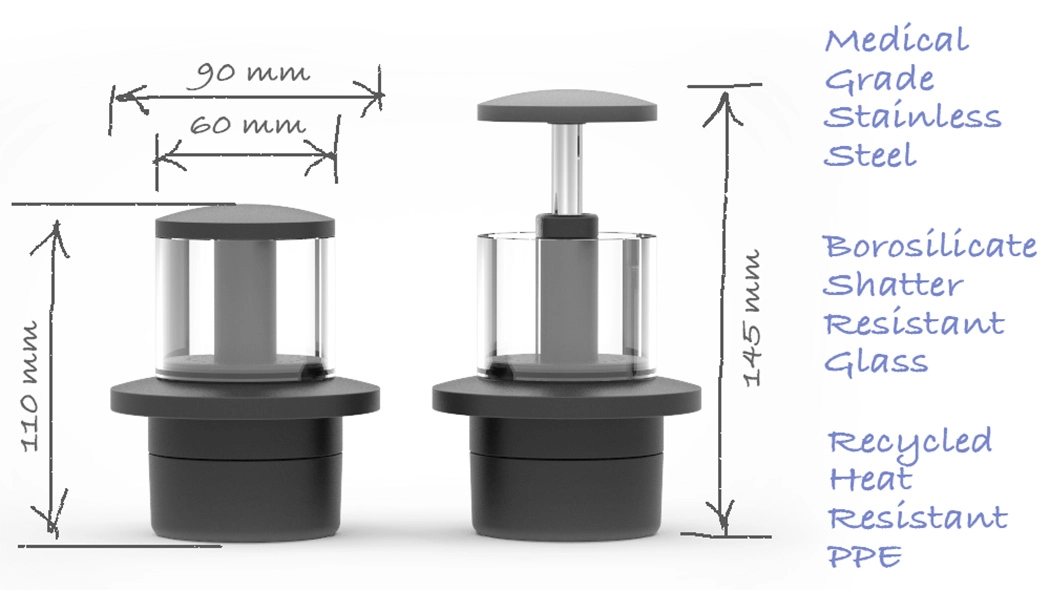 90 mm
60 mm
110 mm
145 mm
Medical
Grade
Stainless
Steel
Borosilicate
Shatter
Resistant
Glass
Recycled
Heat
Resistant
PPE